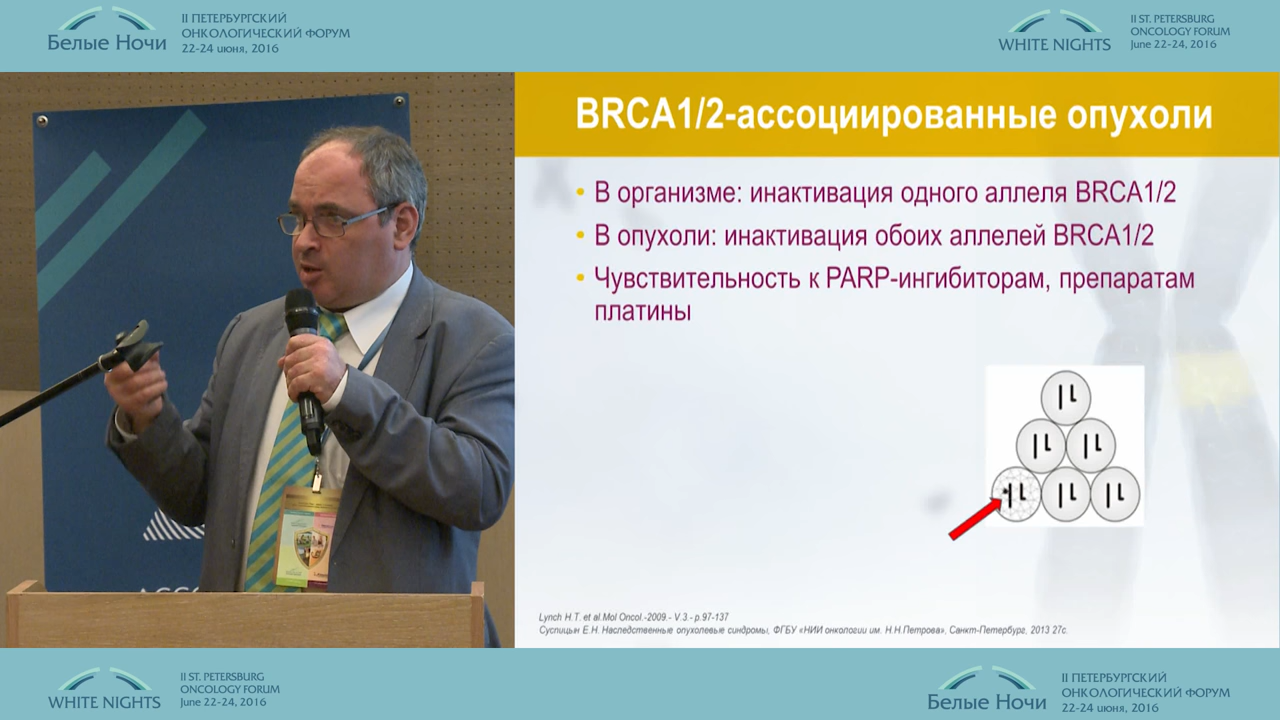 Белые Ночи
II ПЕТЕРБУРГСКИЙ
ОНКОЛОГИЧЕСКИЙ ФОРУМ
22-24 июня, 2016
WHITE NIGHTS
II ST. PETERSBURG
ONCOLOGY FORUM
June 22-24, 2016
BRCA1/2-ассоциированные опухоли
• В организме: инактивация одного аллеля BRCA1/2
• В опухоли: инактивация обоих аллелей BRCA1/2
• Чувствительность к PARP-ингибиторам, препаратам
платины
Lynch H.T. et al.Mol Oncol.-2009.- V.3.- p.97-137
Суспицын Е.Н. Наследственные опухолевые синдромы, ФГБУ «НИИ онкологии им. Н.Н.Петрова», Санкт-Петербург, 2013 27с.
WHITE NIGHTS
II ST. PETERSBURG
ONCOLOGY FORUM
June 22-24, 2016
Белые Ночи
II ПЕТЕРБУРГСКИЙ
ОНКОЛОГИЧЕСКИЙ ФОРУМ
22-24 июня, 2016